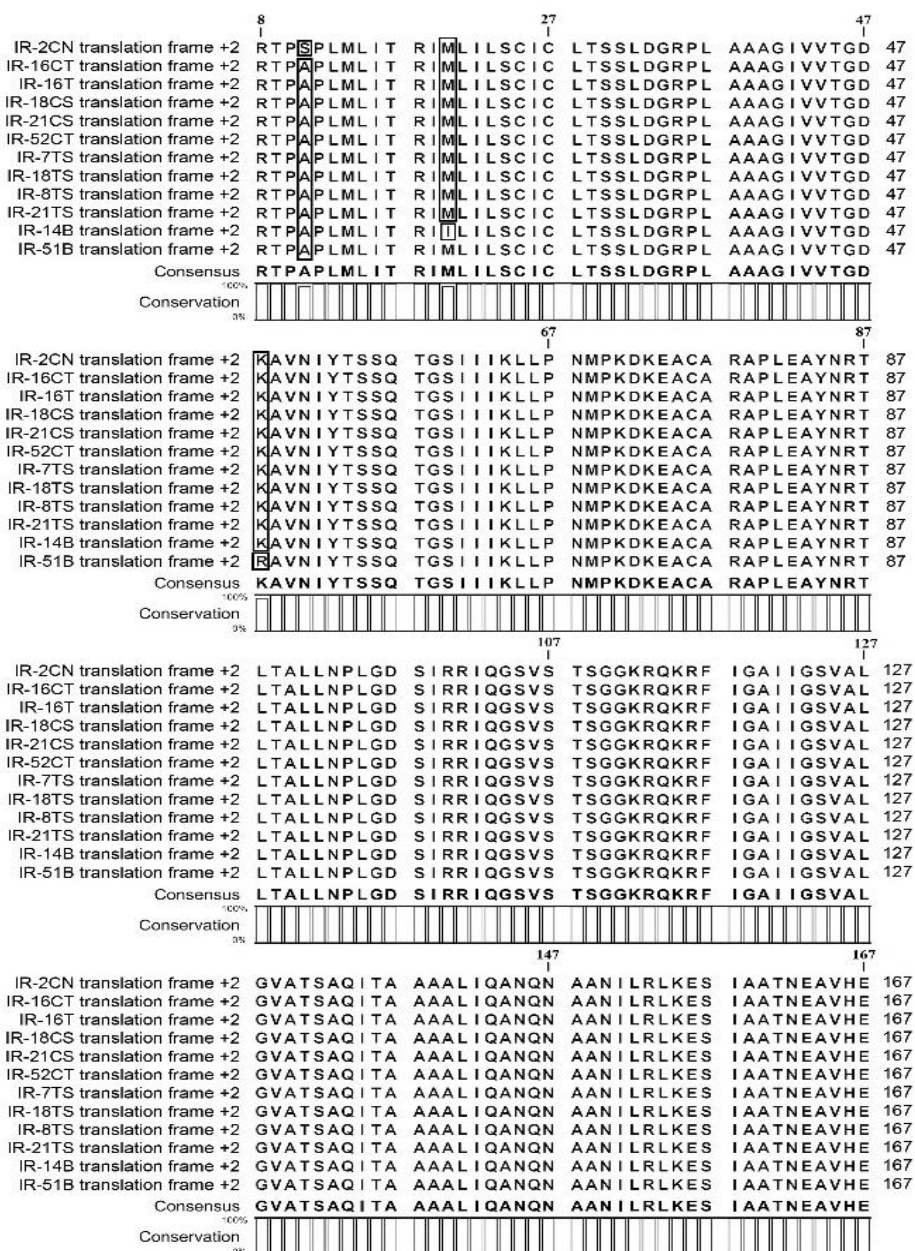 8 27 47
IR-2CN translation frame +2 RTPSPLMLIT RIMLILSCIC LTSSLDGRPL AAAGIVVTGD 47
IR-16CT translation frame +2 RTPAPLMLIT RIMLILSCIC LTSSLDGRPL AAAGIVVTGD 47
IR-16T translation frame +2 RTPAPLMLIT RIMLILSCIC LTSSLDGRPL AAAGIVVTGD 47
IR-18CS translation frame +2 RTPAPLMLIT RIMLILSCIC LTSSLDGRPL AAAGIVVTGD 47
IR-21CS translation frame +2 RTPAPLMLIT RIMLILSCIC LTSSLDGRPL AAAGIVVTGD 47
IR-52CT translation frame +2 RTPAPLMLIT RIMLILSCIC LTSSLDGRPL AAAGIVVTGD 47
IR-7TS translation frame +2 RTPAPLMLIT RIMLILSCIC LTSSLDGRPL AAAGIVVTGD 47
IR-18TS translation frame +2 RTPAPLMLIT RIMLILSCIC LTSSLDGRPL AAAGIVVTGD 47
IR-8TS translation frame +2 RTPAPLMLIT RIMLILSCIC LTSSLDGRPL AAAGIVVTGD 47
IR-21TS translation frame +2 RTPAPLMLIT RIMLILSCIC LTSSLDGRPL AAAGIVVTGD 47
IR-14B translation frame +2 RTPAPLMLIT RIILILSCIC LTSSLDGRPL AAAGIVVTGD 47
IR-51B translation frame +2 RTPAPLMLIT RIMLILSCIC LTSSLDGRPL AAAGIVVTGD 47
Consensus RTPAPLMLIT RIMLILSCIC LTSSLDGRPL AAAGIVVTGD
100%
Conservation
0%
67 87
IR-2CN translation frame +2 KAVNIYTSSQ TGSIIIKLLP NMPKDKEACA RAPLEAYNRT 87
IR-16CT translation frame +2 KAVNIYTSSQ TGSIIIKLLP NMPKDKEACA RAPLEAYNRT 87
IR-16T translation frame +2 KAVNIYTSSQ TGSIIIKLLP NMPKDKEACA RAPLEAYNRT 87
IR-18CS translation frame +2 KAVNIYTSSQ TGSIIIKLLP NMPKDKEACA RAPLEAYNRT 87
IR-21CS translation frame +2 KAVNIYTSSQ TGSIIIKLLP NMPKDKEACA RAPLEAYNRT 87
IR-52CT translation frame +2 KAVNIYTSSQ TGSIIIKLLP NMPKDKEACA RAPLEAYNRT 87
IR-7TS translation frame +2 KAVNIYTSSQ TGSIIIKLLP NMPKDKEACA RAPLEAYNRT 87
IR-18TS translation frame +2 KAVNIYTSSQ TGSIIIKLLP NMPKDKEACA RAPLEAYNRT 87
IR-8TS translation frame +2 KAVNIYTSSQ TGSIIIKLLP NMPKDKEACA RAPLEAYNRT 87
IR-21TS translation frame +2 KAVNIYTSSQ TGSIIIKLLP NMPKDKEACA RAPLEAYNRT 87
IR-14B translation frame +2 KAVNIYTSSQ TGSIIIKLLP NMPKDKEACA RAPLEAYNRT 87
IR-51B translation frame +2 RAVNIYTSSQ TGSIIIKLLP NMPKDKEACA RAPLEAYNRT 87
Consensus KAVNIYTSSQ TGSIIIKLLP NMPKDKEACA RAPLEAYNRT
100%
Conservation
0%
107 127
IR-2CN translation frame +2 LTALLNPLGD SIRRIQGSVS TSGGKRQKRF IGAIIGSVAL 127
IR-16CT translation frame +2 LTALLNPLGD SIRRIQGSVS TSGGKRQKRF IGAIIGSVAL 127
IR-16T translation frame +2 LTALLNPLGD SIRRIQGSVS TSGGKRQKRF IGAIIGSVAL 127
IR-18CS translation frame +2 LTALLNPLGD SIRRIQGSVS TSGGKRQKRF IGAIIGSVAL 127
IR-21CS translation frame +2 LTALLNPLGD SIRRIQGSVS TSGGKRQKRF IGAIIGSVAL 127
IR-52CT translation frame +2 LTALLNPLGD SIRRIQGSVS TSGGKRQKRF IGAIIGSVAL 127
IR-7TS translation frame +2 LTALLNPLGD SIRRIQGSVS TSGGKRQKRF IGAIIGSVAL 127
IR-18TS translation frame +2 LTALLNPLGD SIRRIQGSVS TSGGKRQKRF IGAIIGSVAL 127
IR-8TS translation frame +2 LTALLNPLGD SIRRIQGSVS TSGGKRQKRF IGAIIGSVAL 127
IR-21TS translation frame +2 LTALLNPLGD SIRRIQGSVS TSGGKRQKRF IGAIIGSVAL 127
IR-14B translation frame +2 LTALLNPLGD SIRRIQGSVS TSGGKRQKRF IGAIIGSVAL 127
IR-51B translation frame +2 LTALLNPLGD SIRRIQGSVS TSGGKRQKRF IGAIIGSVAL 127
Consensus LTALLNPLGD SIRRIQGSVS TSGGKRQKRF IGAIIGSVAL
100%
Conservation
0%
147 167
IR-2CN translation frame +2 GVATSAQITA AAALIQANQN AANILRLKES IAATNEAVHE 167
IR-16CT translation frame +2 GVATSAQITA AAALIQANQN AANILRLKES IAATNEAVHE 167
IR-16T translation frame +2 GVATSAQITA AAALIQANQN AANILRLKES IAATNEAVHE 167
IR-18CS translation frame +2 GVATSAQITA AAALIQANQN AANILRLKES IAATNEAVHE 167
IR-21CS translation frame +2 GVATSAQITA AAALIQANQN AANILRLKES IAATNEAVHE 167
IR-52CT translation frame +2 GVATSAQITA AAALIQANQN AANILRLKES IAATNEAVHE 167
IR-7TS translation frame +2 GVATSAQITA AAALIQANQN AANILRLKES IAATNEAVHE 167
IR-18TS translation frame +2 GVATSAQITA AAALIQANQN AANILRLKES IAATNEAVHE 167
IR-8TS translation frame +2 GVATSAQITA AAALIQANQN AANILRLKES IAATNEAVHE 167
IR-21TS translation frame +2 GVATSAQITA AAALIQANQN AANILRLKES IAATNEAVHE 167
IR-14B translation frame +2 GVATSAQITA AAALIQANQN AANILRLKES IAATNEAVHE 167
IR-51B translation frame +2 GVATSAQITA AAALIQANQN AANILRLKES IAATNEAVHE 167
Consensus GVATSAQITA AAALIQANQN AANILRLKES IAATNEAVHE
100%
Conservation
0%